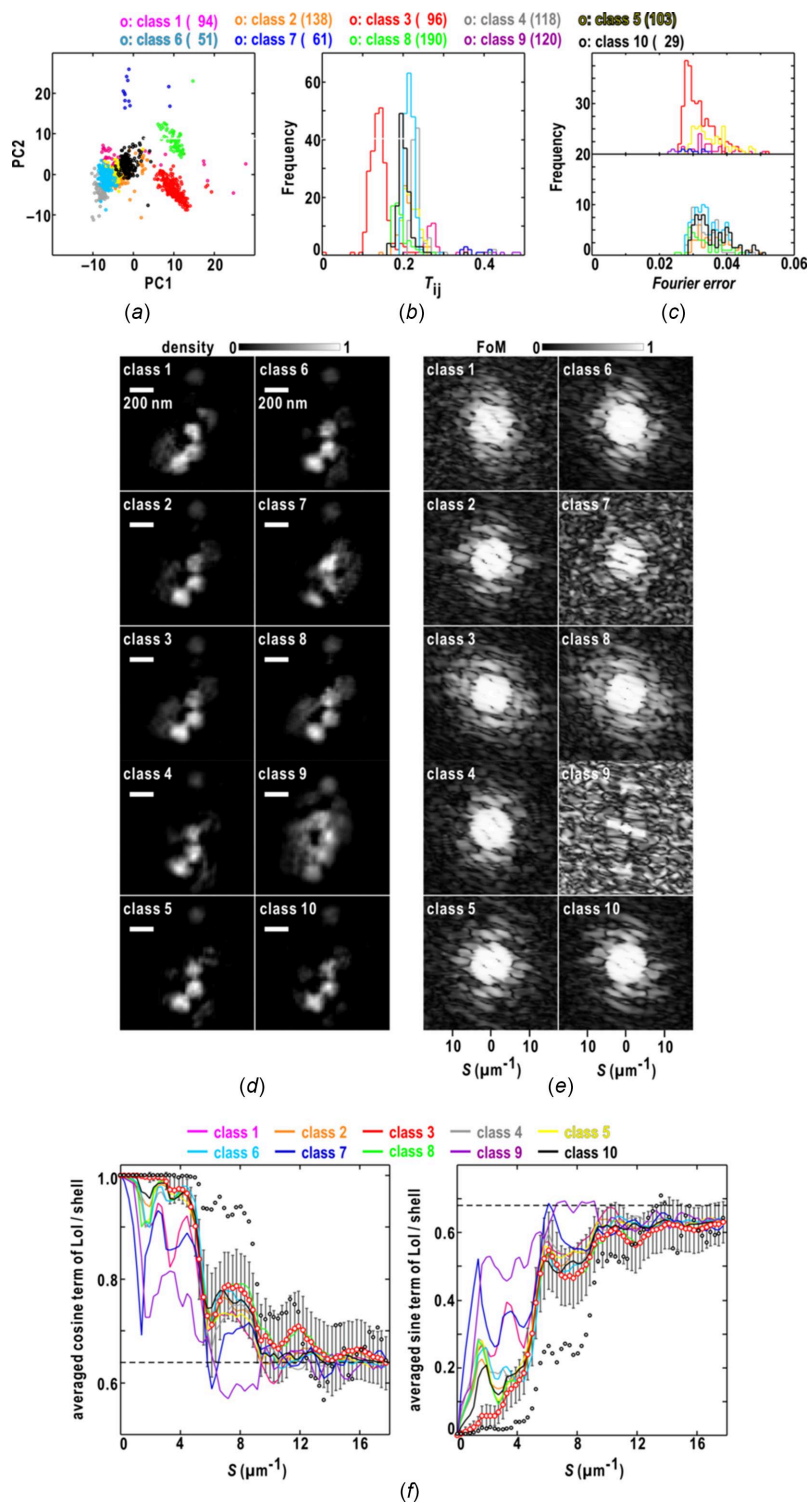 o: class 1 ( 94) o: class 2 (138) o: class 3 ( 96) o: class 4 (118) o: class 5 (103)
o: class 6 ( 51) o: class 7 ( 61) o: class 8 (190) o: class 9 (120) o: class 10 ( 29)
PC2
20
10
0
-10
-10 0 10 20 30
PC1
(a)
Frequency
60
40
20
0
0 0.2 0.4
Tij
(b)
Frequency
30
20
15
10
5
0
0 0.02 0.04 0.06
Fourier error
(c)
density 0 1
FoM 0 1
class 1
200 nm
class 6
200 nm
class 2
class 7
class 3
class 8
class 4
class 9
class 5
class 10
class 1
class 6
class 2
class 7
class 3
class 8
class 4
class 9
class 5
class 10
10 0 10
S (µm-1)
10 0 10
S (µm-1)
(d)
(e)
class 1 class 2 class 3 class 4 class 5
class 6 class 7 class 8 class 9 class 10
averaged cosine term of LoI / shell
1.0
0.8
0.6
0 4 8 12 16
S (µm-1)
averaged sine term of LoI / shell
0.6
0.4
0.2
0
0 4 8 12 16
S (µm-1)
(f)